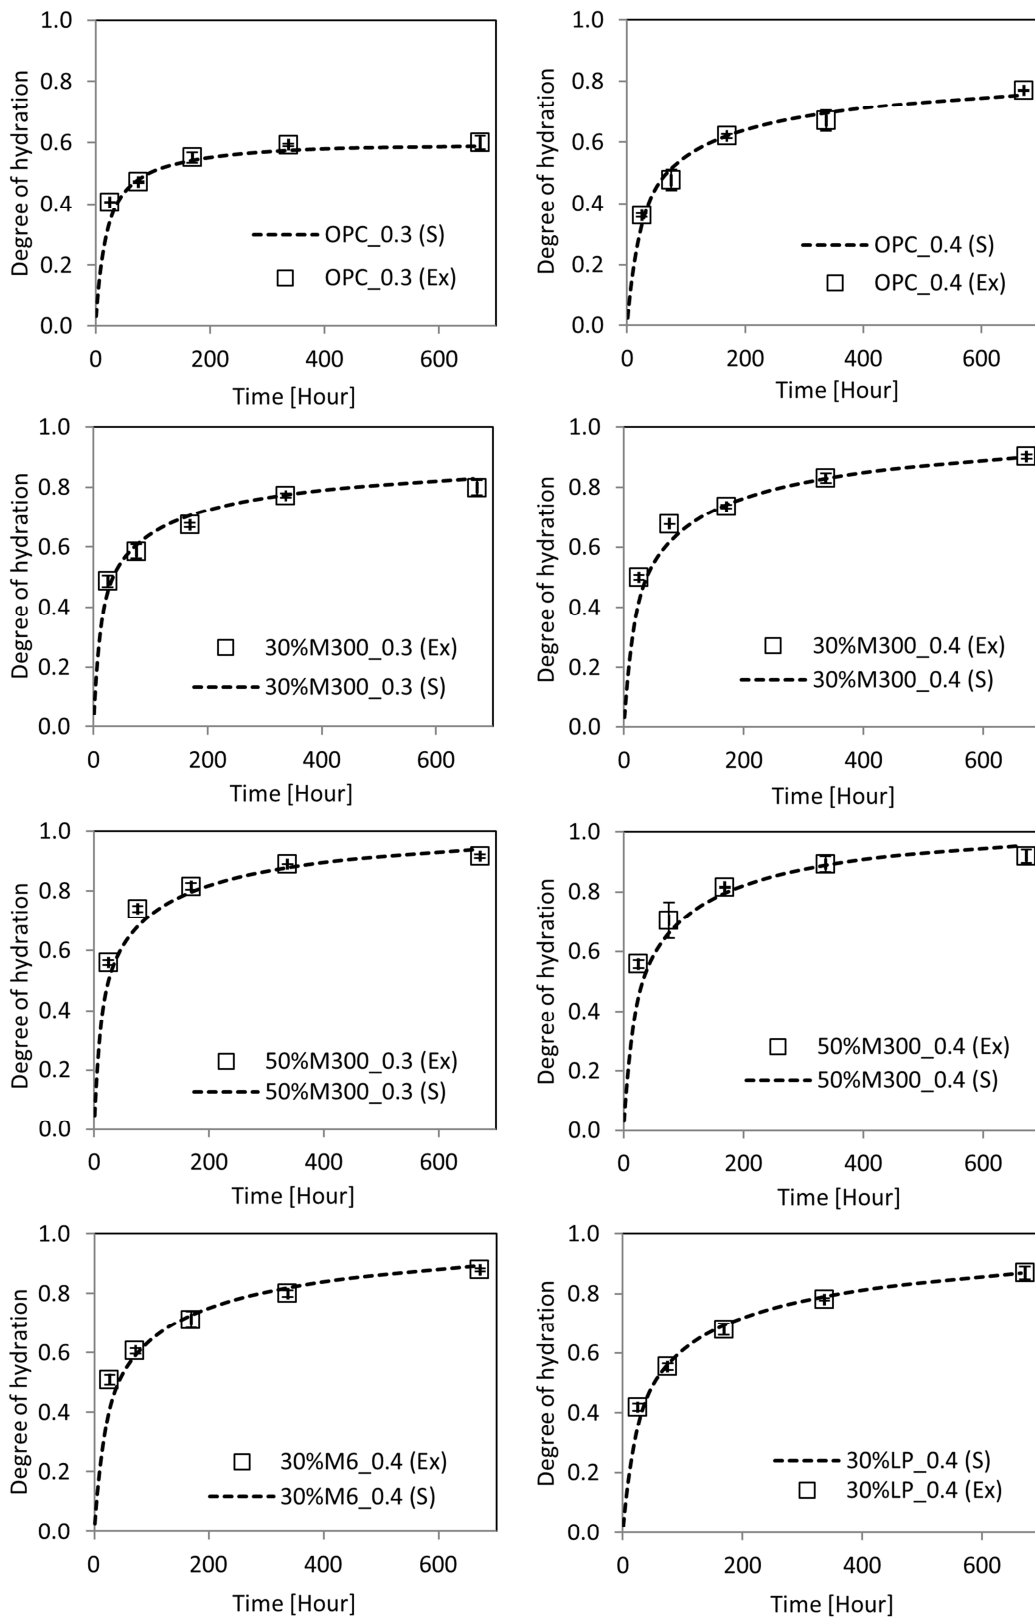 1.0
0.8
0.6
0.4
0.2
0.0
Degree of hydration
OPC_0.3 (S)
OPC_0.3 (Ex)
0 200 400 600
Time [Hour]
1.0
0.8
0.6
0.4
0.2
0.0
Degree of hydration
OPC_0.4 (S)
OPC_0.4 (Ex)
0 200 400 600
Time [Hour]
1.0
0.8
0.6
0.4
0.2
0.0
Degree of hydration
30%M300_0.3 (Ex)
30%M300_0.3 (S)
0 200 400 600
Time [Hour]
1.0
0.8
0.6
0.4
0.2
0.0
Degree of hydration
30%M300_0.4 (Ex)
30%M300_0.4 (S)
0 200 400 600
Time [Hour]
1.0
0.8
0.6
0.4
0.2
0.0
Degree of hydration
50%M300_0.3 (Ex)
50%M300_0.3 (S)
0 200 400 600
Time [Hour]
1.0
0.8
0.6
0.4
0.2
0.0
Degree of hydration
50%M300_0.4 (Ex)
50%M300_0.4 (S)
0 200 400 600
Time [Hour]
1.0
0.8
0.6
0.4
0.2
0.0
Degree of hydration
30%M6_0.4 (Ex)
30%M6_0.4 (S)
0 200 400 600
Time [Hour]
1.0
0.8
0.6
0.4
0.2
0.0
Degree of hydration
30%LP_0.4 (S)
30%LP_0.4 (Ex)
0 200 400 600
Time [Hour]